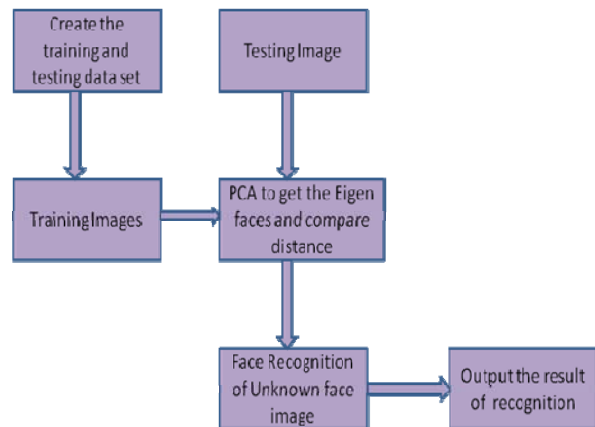 Create the
training and
testing data set
Testing Image
Training Images
PCA to get the Eigen
faces and compare
distance
Face Recognition
of Unknown face
image
Output the result
of recognition